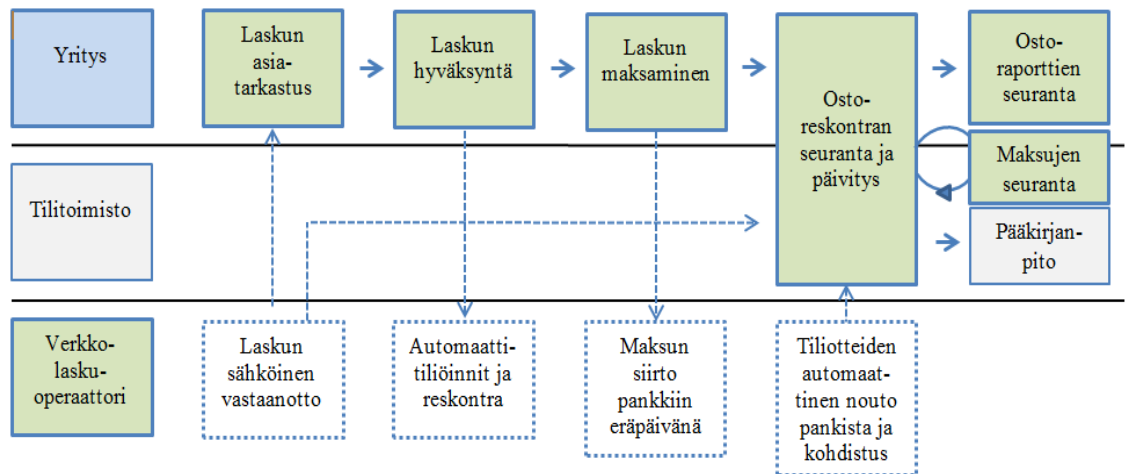 Yritys
Laskun
asia-
tarkastus
Laskun
hyväksyntä
Laskun
maksaminen
Osto-
reskontran
seuranta ja
päivitys
Osto-
raporttien
seuranta
Maksujen
seuranta
Tilitoimisto
Pääkirjan-
pito
Verkko-
lasku-
operaattori
Laskun
sähköinen
vastaanotto
Automaatti-
tiliöinnit ja
reskontra
Maksun
siirto
pankkiin
eräpäivänä
Tiliotteiden
automaat-
tinen nouto
pankista ja
kohdistus